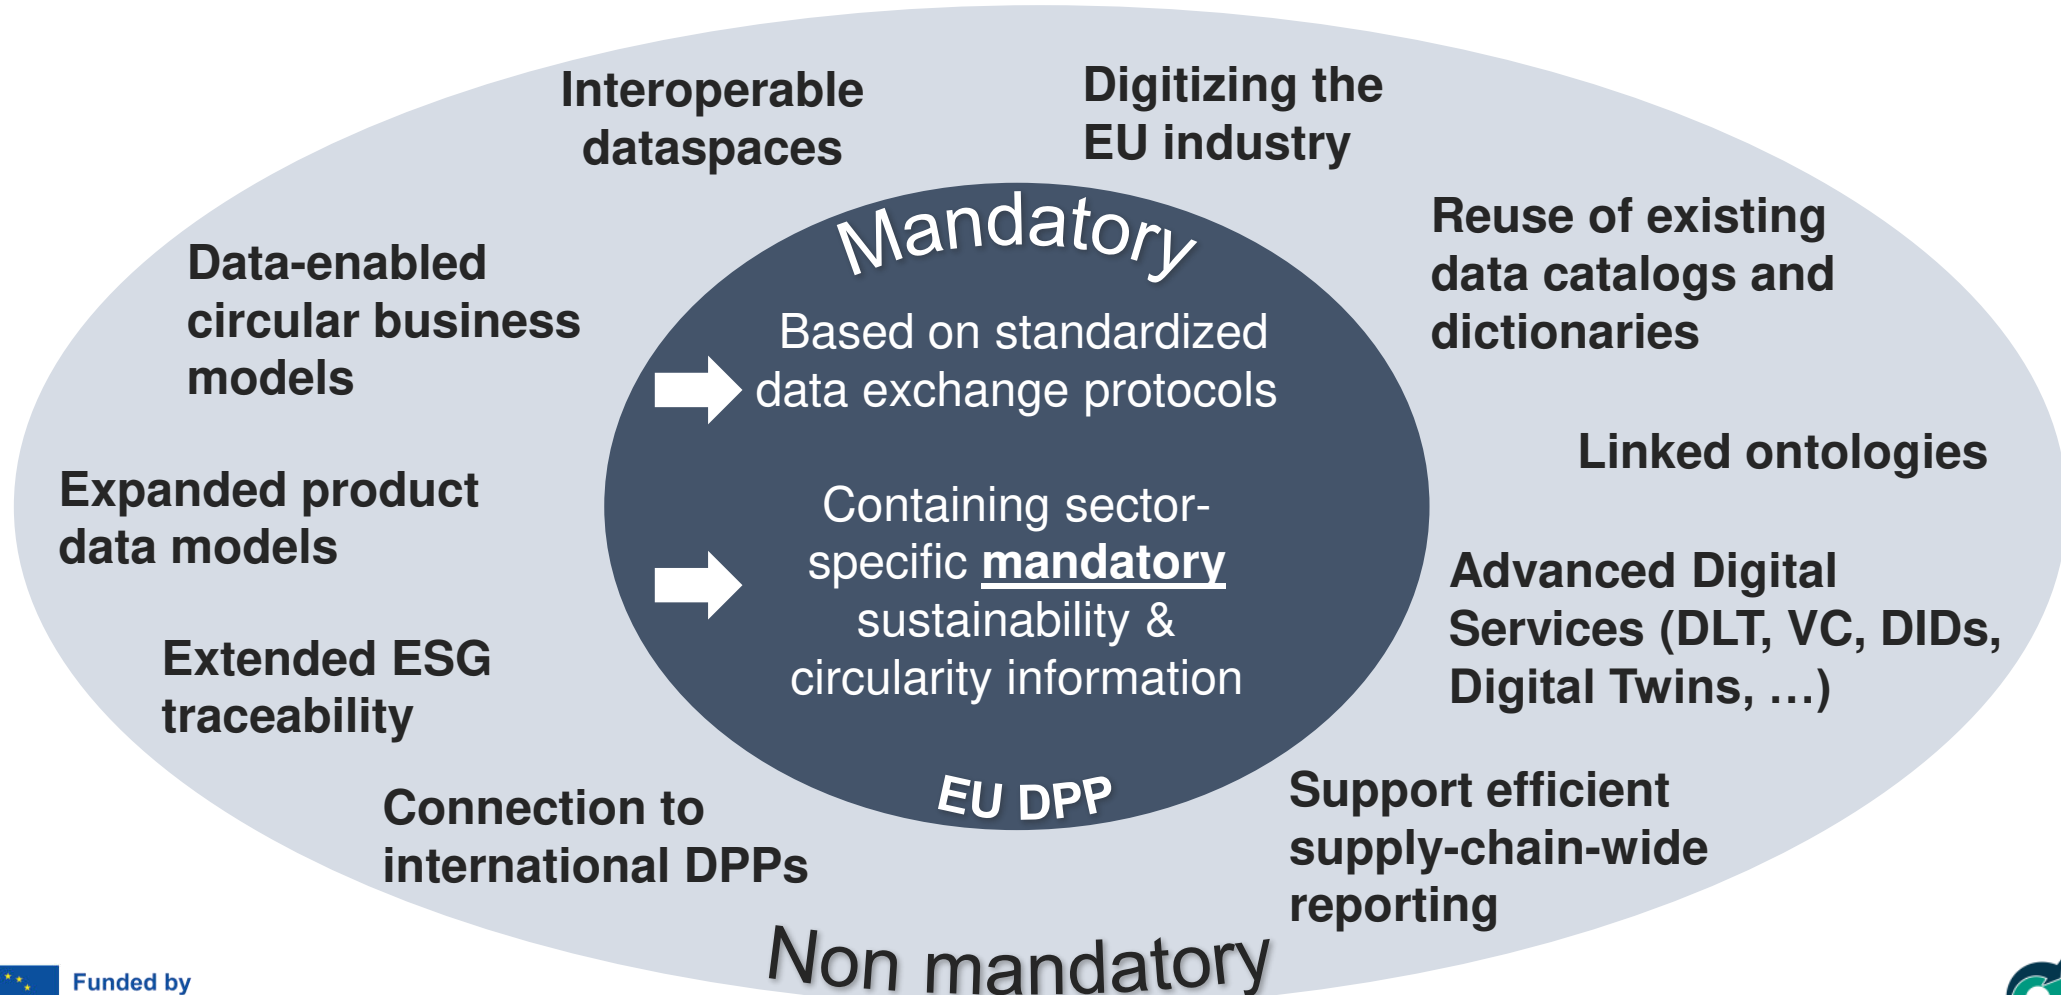 Interoperable
dataspaces
Digitizing the
EU industry
Data-enabled
circular business
models
Reuse of existing
data catalogs and
dictionaries
Mandatory
Based on standardized
data exchange protocols
Containing sector-
specific mandatory
sustainability &
circularity information
EU DPP
Expanded product
data models
Linked ontologies
Extended ESG
traceability
Advanced Digital
Services (DLT, VC, DIDs,
Digital Twins, …)
Connection to
international DPPs
Support efficient
supply-chain-wide
reporting
Non mandatory
Funded by